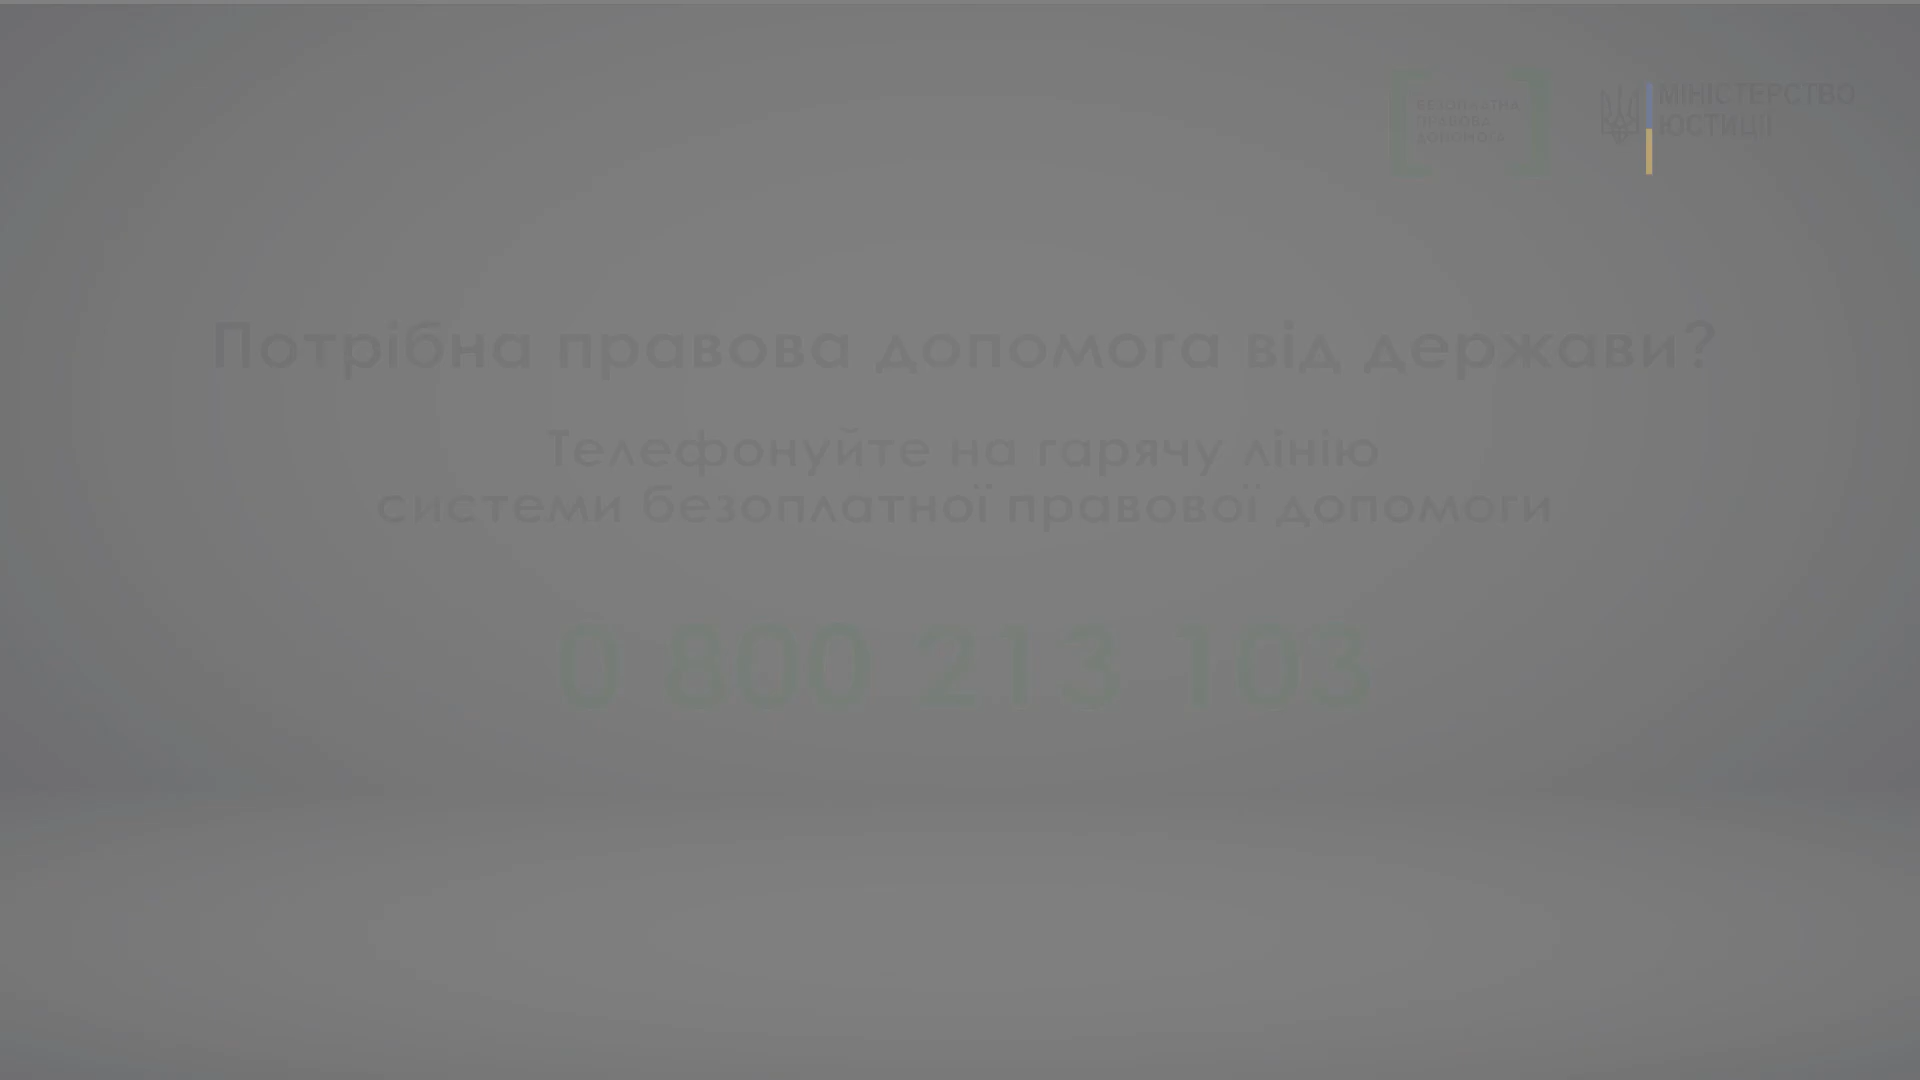 БЕЗОПЛАТНА
ПРАВОВА
ДОПОМОГА
МІНІСТЕРСТВО
ЮСТИЦІЇ
Потрібна правова допомога від держави?
Телефонуйте на гарячу лінію
системи безоплатної правової допомоги
0 800 213 103